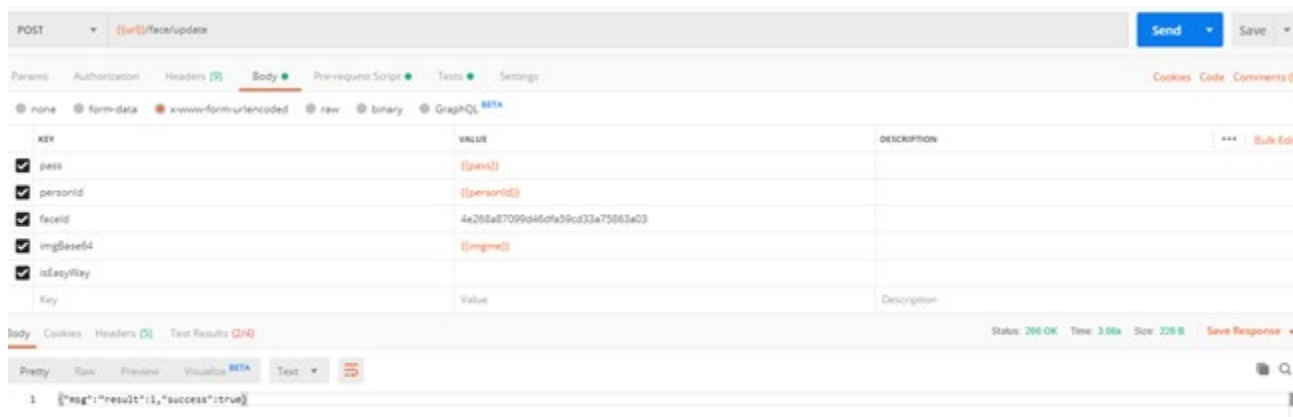 POST {{url}}/face/update Send Save
Params Authorization Headers (9) Body Pre-request Script Tests Settings Cookies Code Comments (
none form-data x-www-form-urlencoded raw binary GraphQL BETA
KEY VALUE DESCRIPTION ••• Bulk Edi
pass {{pass}}
personId {{personId}}
faceId 4e268a87099d46dfa59cd33a75863a03
imgBase64 {{imgme}}
isEasyWay
Key Value Description
Body Cookies Headers (5) Test Results (2/4) Status: 200 OK Time: 3.06s Size: 228 B Save Response
Pretty Raw Preview Visualize BETA Text
1 {"msg":"result":1,"success":true}